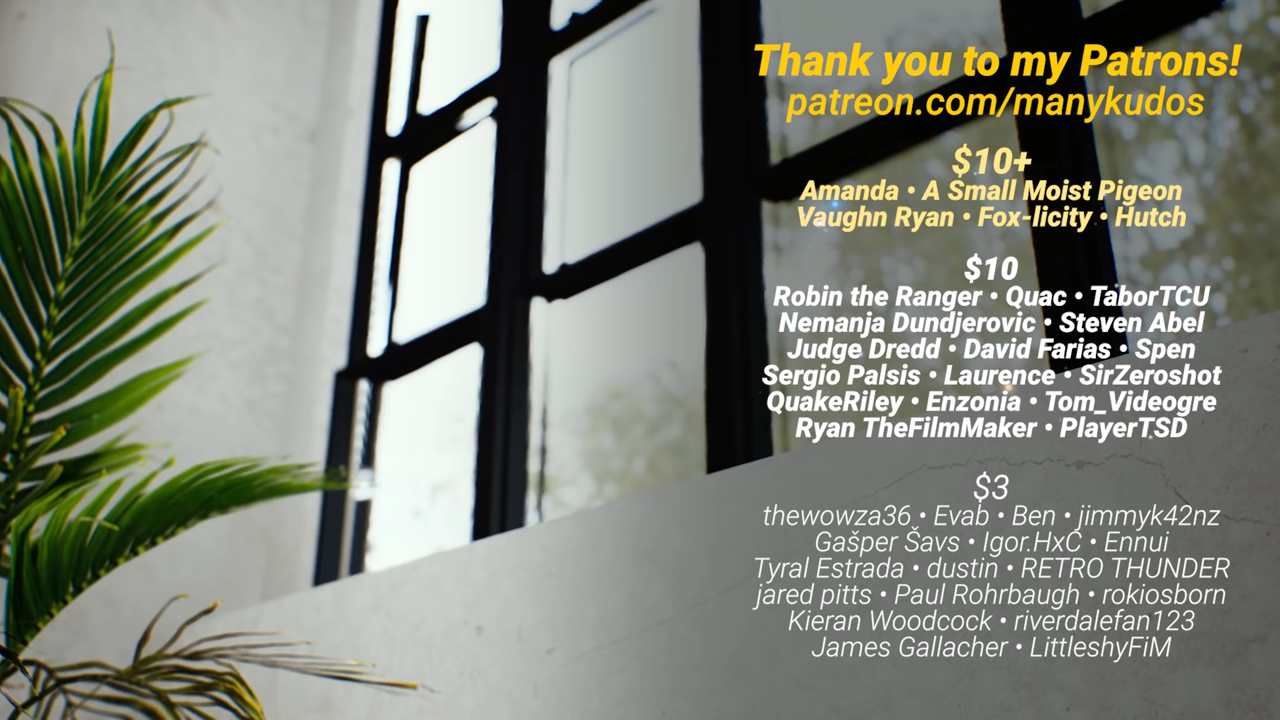 Thank you to my Patrons!
patreon.com/manykudos
$10+
Amanda • A Small Moist Pigeon
Vaughn Ryan • Fox-licity • Hutch
$10
Robin the Ranger • Quac • TaborTCU
Nemanja Dundjerovic • Steven Abel
Judge Dredd • David Farias • Spen
Sergio Palsis • Laurence • SirZeroshot
QuakeRiley • Enzonia • Tom_Videogre
Ryan TheFilmMaker • PlayerTSD
$3
thewowza36 • Evab • Ben • jimmyk42nz
Gašper Šavs • Igor.HxC • Ennui
Tyral Estrada • dustin • RETRO THUNDER
jared pitts • Paul Rohrbaugh • rokiosborn
Kieran Woodcock • riverdalefan123
James Gallacher • LittleshyFiM